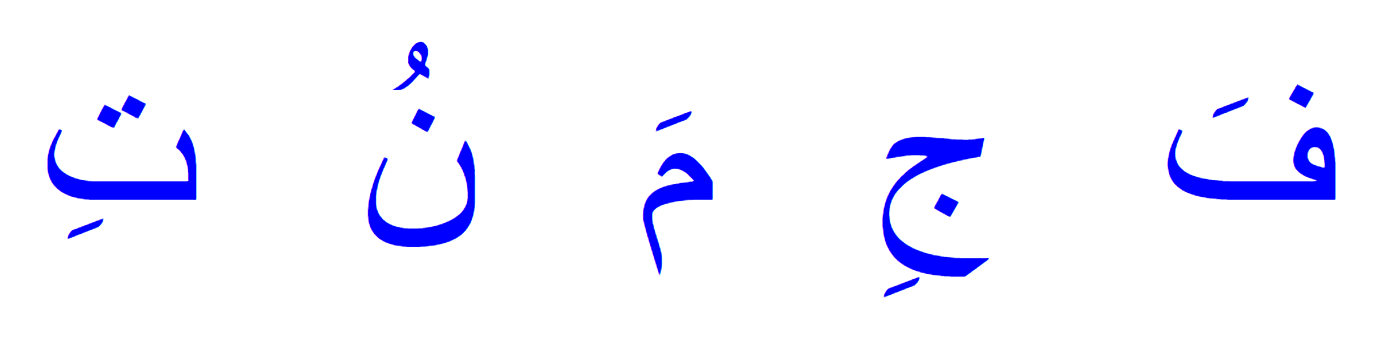 فَ جِ مَ نُ تِ